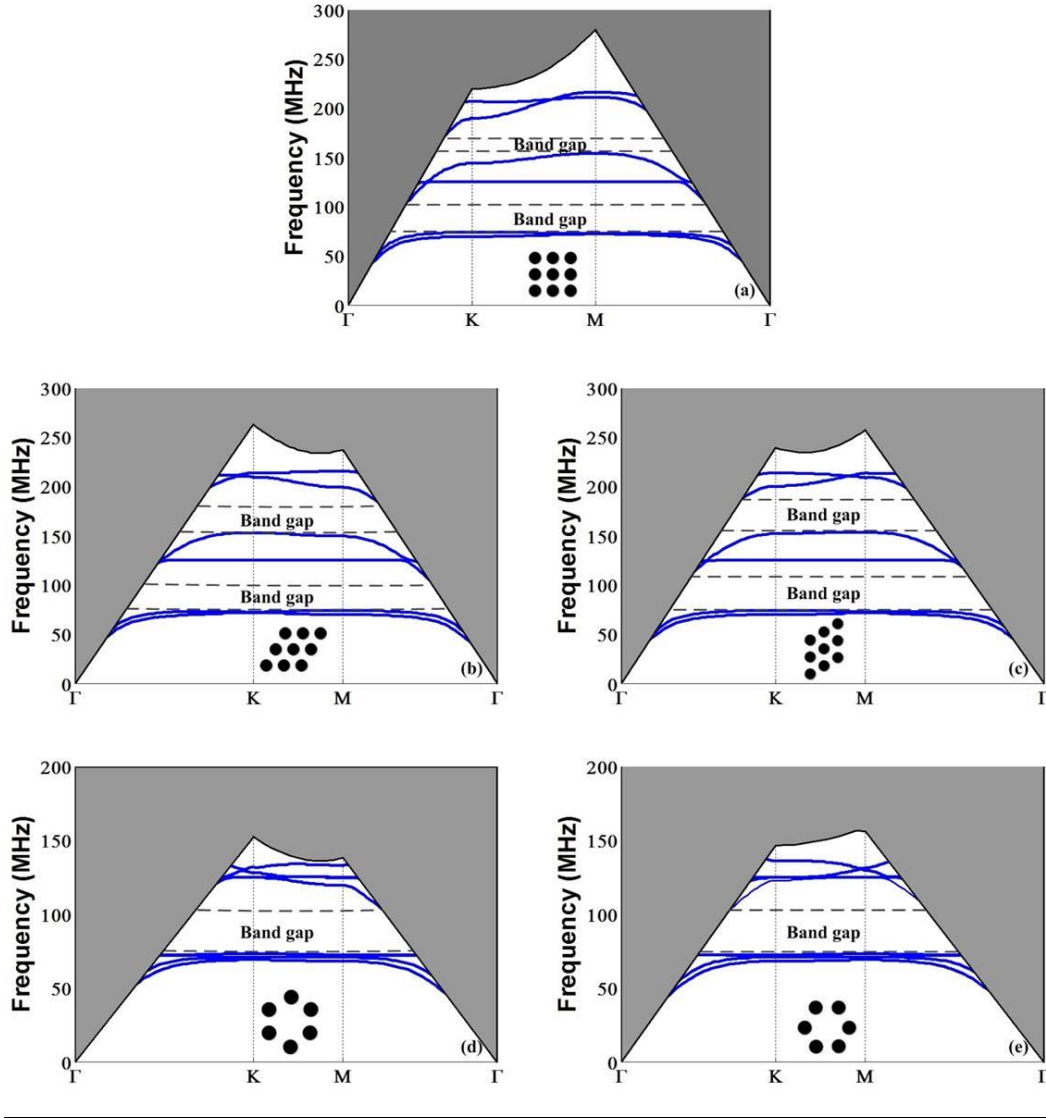 300
250
200
150
100
50
0
Frequency (MHz)
Band gap
Band gap
(a)
Γ K M Γ
300
250
200
150
100
50
0
Frequency (MHz)
Band gap
Band gap
(b)
Γ K M Γ
300
250
200
150
100
50
0
Frequency (MHz)
Band gap
Band gap
(c)
Γ K M Γ
200
150
100
50
0
Frequency (MHz)
Band gap
(d)
Γ K M Γ
200
150
100
50
0
Frequency (MHz)
Band gap
(e)
Γ K M Γ